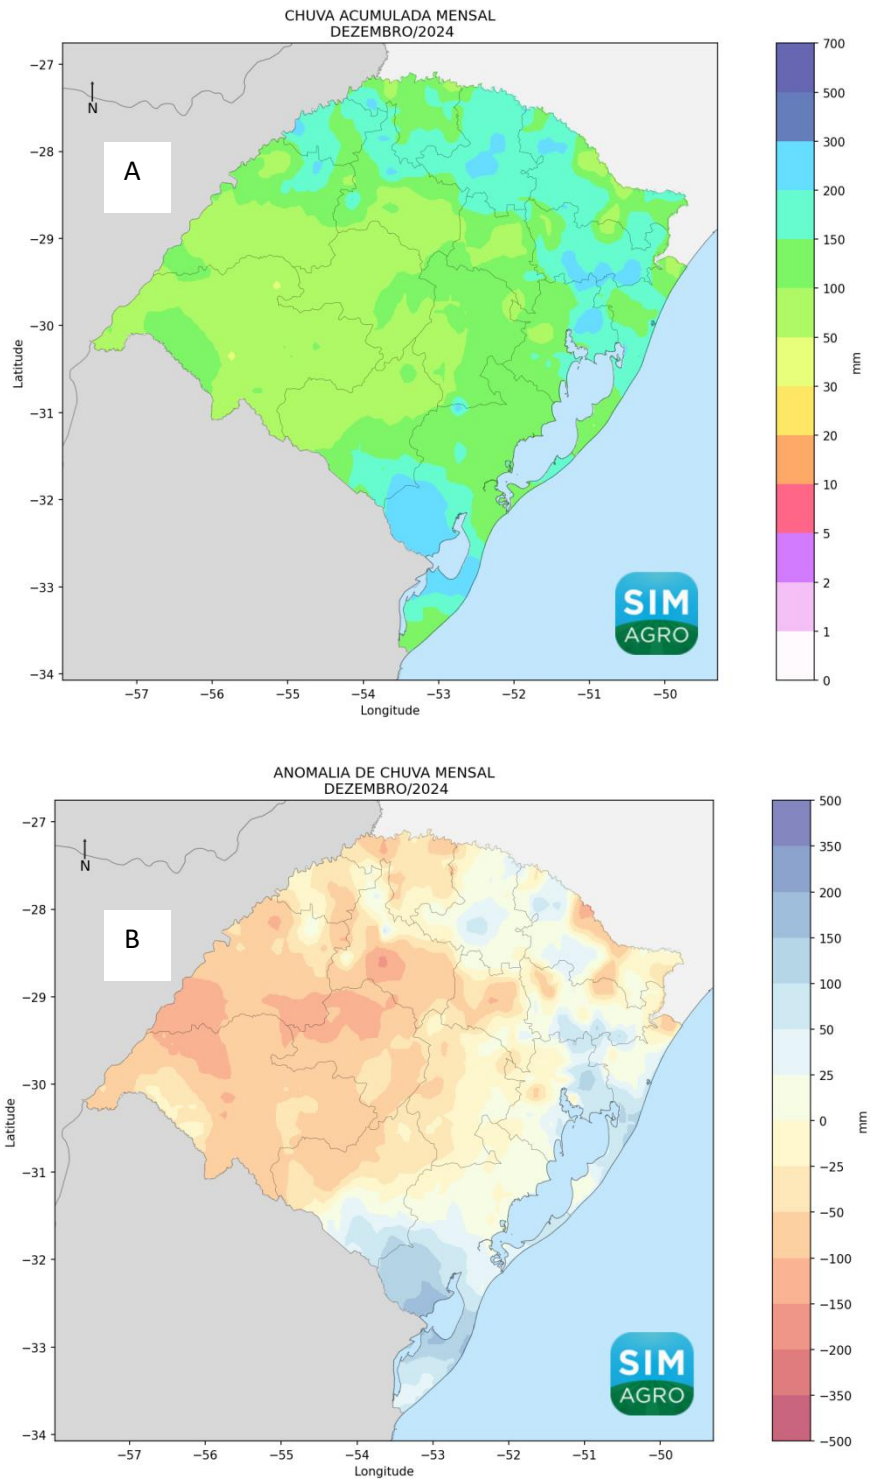 CHUVA ACUMULADA MENSAL
DEZEMBRO/2024
−27
−28
−29
−30
−31
−32
−33
−34
Latitude
N
A
SIM
AGRO
−57 −56 −55 −54 −53 −52 −51 −50
Longitude
700
500
300
200
150
100
50
30
20
10
5
2
1
0
mm
ANOMALIA DE CHUVA MENSAL
DEZEMBRO/2024
−27
−28
−29
−30
−31
−32
−33
−34
Latitude
N
B
SIM
AGRO
−57 −56 −55 −54 −53 −52 −51 −50
Longitude
500
350
200
150
100
50
25
0
−25
−50
−100
−150
−200
−350
−500
mm